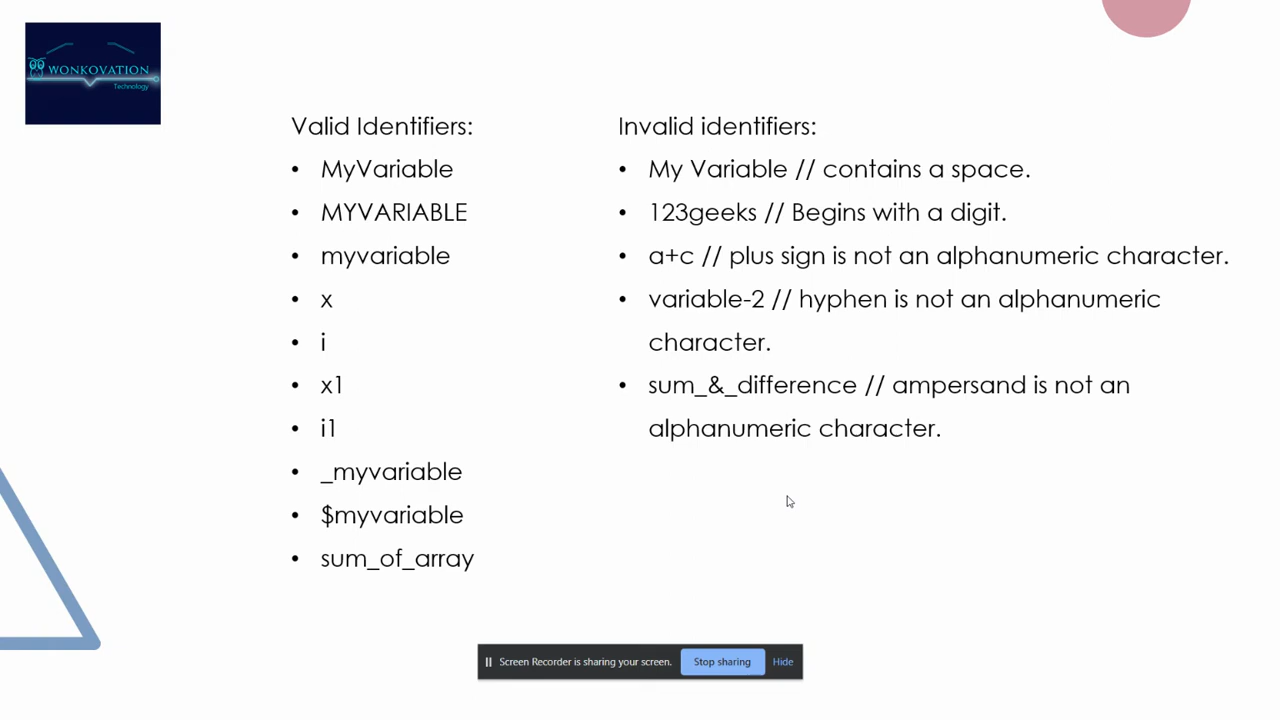 WONKOVATION
Technology
Valid Identifiers:
• MyVariable
• MYVARIABLE
• myvariable
• x
• i
• x1
• i1
• _myvariable
• $myvariable
• sum_of_array
Invalid identifiers:
• My Variable // contains a space.
• 123geeks // Begins with a digit.
• a+c // plus sign is not an alphanumeric character.
• variable-2 // hyphen is not an alphanumeric
character.
• sum_&_difference // ampersand is not an
alphanumeric character.
Screen Recorder is sharing your screen. Stop sharing Hide